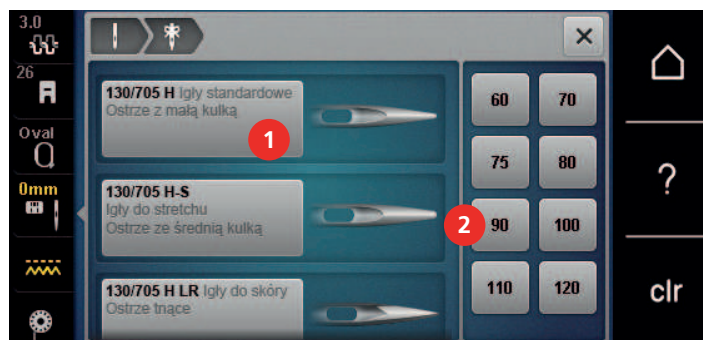 3.0
26
Oval
0mm
130/705 H Igły standardowe
Ostrze z małą kulką
1
130/705 H-S
Igły do stretchu
Ostrze ze średnią kulką
130/705 H LR Igły do skóry
Ostrze tnące
60 70
75 80
2
90 100
110 120
?
clr